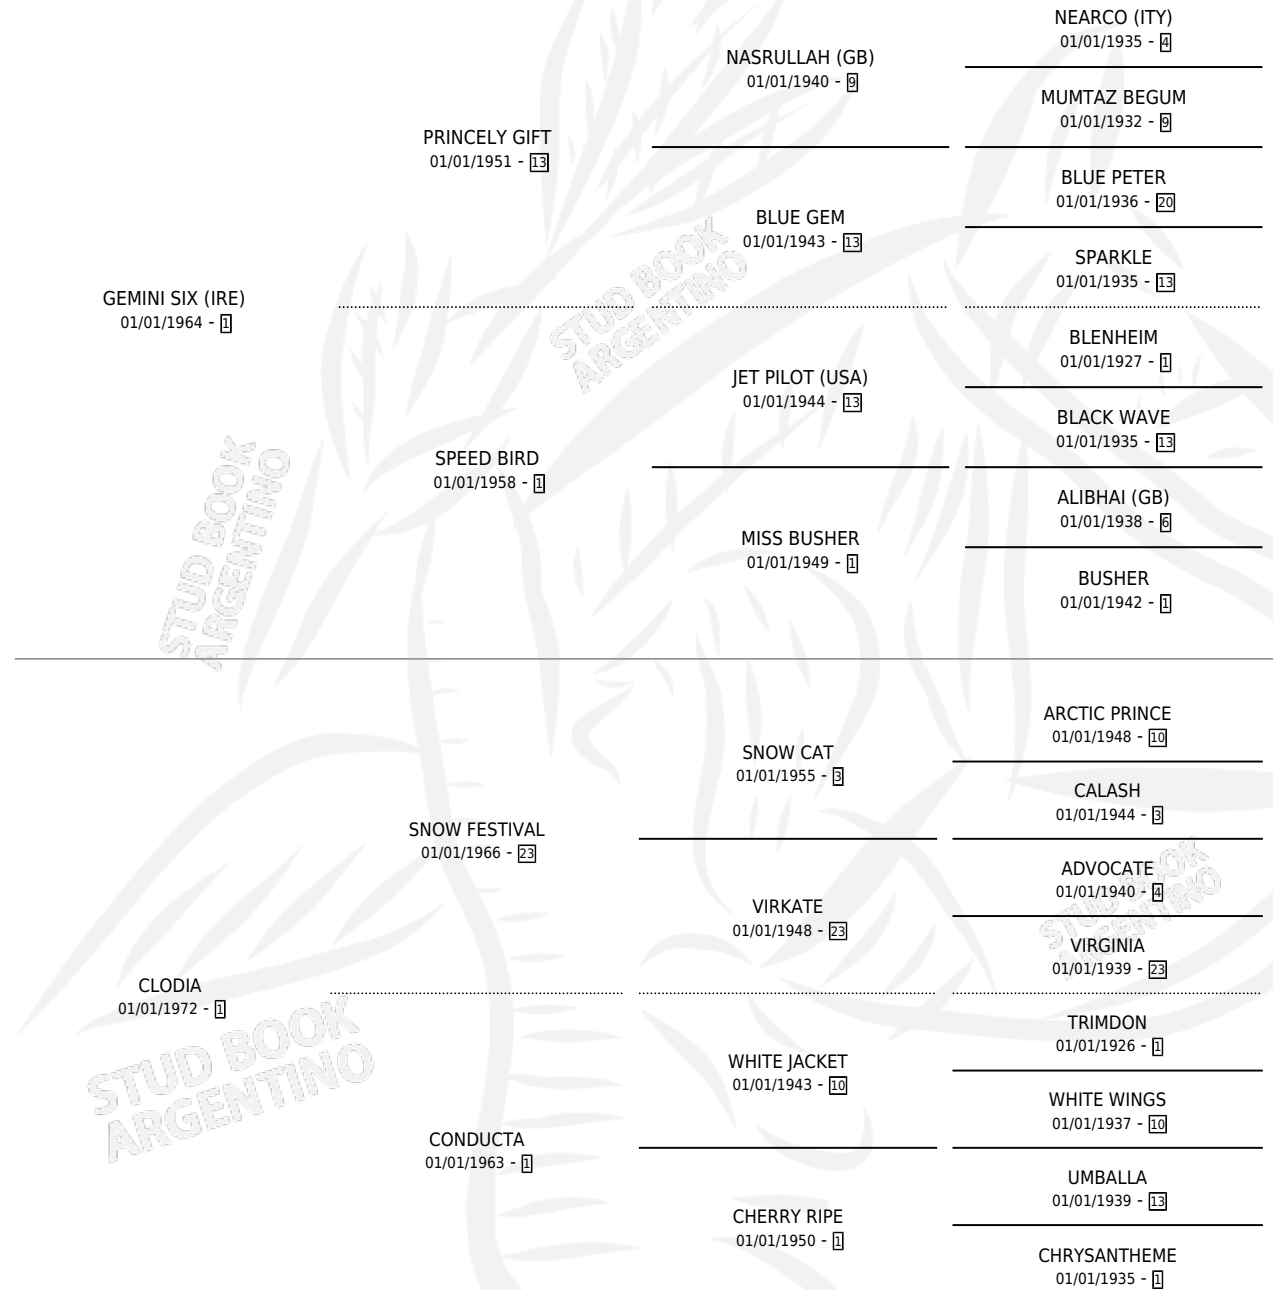 NEARCO (ITY)
01/01/1935 - 4
NASRULLAH (GB)
01/01/1940 - 9
MUMTAZ BEGUM
01/01/1932 - 9
PRINCELY GIFT
01/01/1951 - 13
BLUE PETER
01/01/1936 - 20
BLUE GEM
01/01/1943 - 13
SPARKLE
01/01/1935 - 13
GEMINI SIX (IRE)
01/01/1964 - 1
BLENHEIM
01/01/1927 - 1
JET PILOT (USA)
01/01/1944 - 13
BLACK WAVE
01/01/1935 - 13
SPEED BIRD
01/01/1958 - 1
ALIBHAI (GB)
01/01/1938 - 6
MISS BUSHER
01/01/1949 - 1
BUSHER
01/01/1942 - 1
ARCTIC PRINCE
01/01/1948 - 10
SNOW CAT
01/01/1955 - 3
CALASH
01/01/1944 - 3
SNOW FESTIVAL
01/01/1966 - 23
ADVOCATE
01/01/1940 - 4
VIRKATE
01/01/1948 - 23
VIRGINIA
01/01/1939 - 23
CLODIA
01/01/1972 - 1
TRIMDON
01/01/1926 - 1
WHITE JACKET
01/01/1943 - 10
WHITE WINGS
01/01/1937 - 10
CONDUCTA
01/01/1963 - 1
UMBALLA
01/01/1939 - 13
CHERRY RIPE
01/01/1950 - 1
CHRYSANTHEME
01/01/1935 - 1
STUD BOOK
ARGENTINO
STUD BOOK
ARGENTINO
STUD BOOK
ARGENTINO
STUD BOOK
ARGENTINO